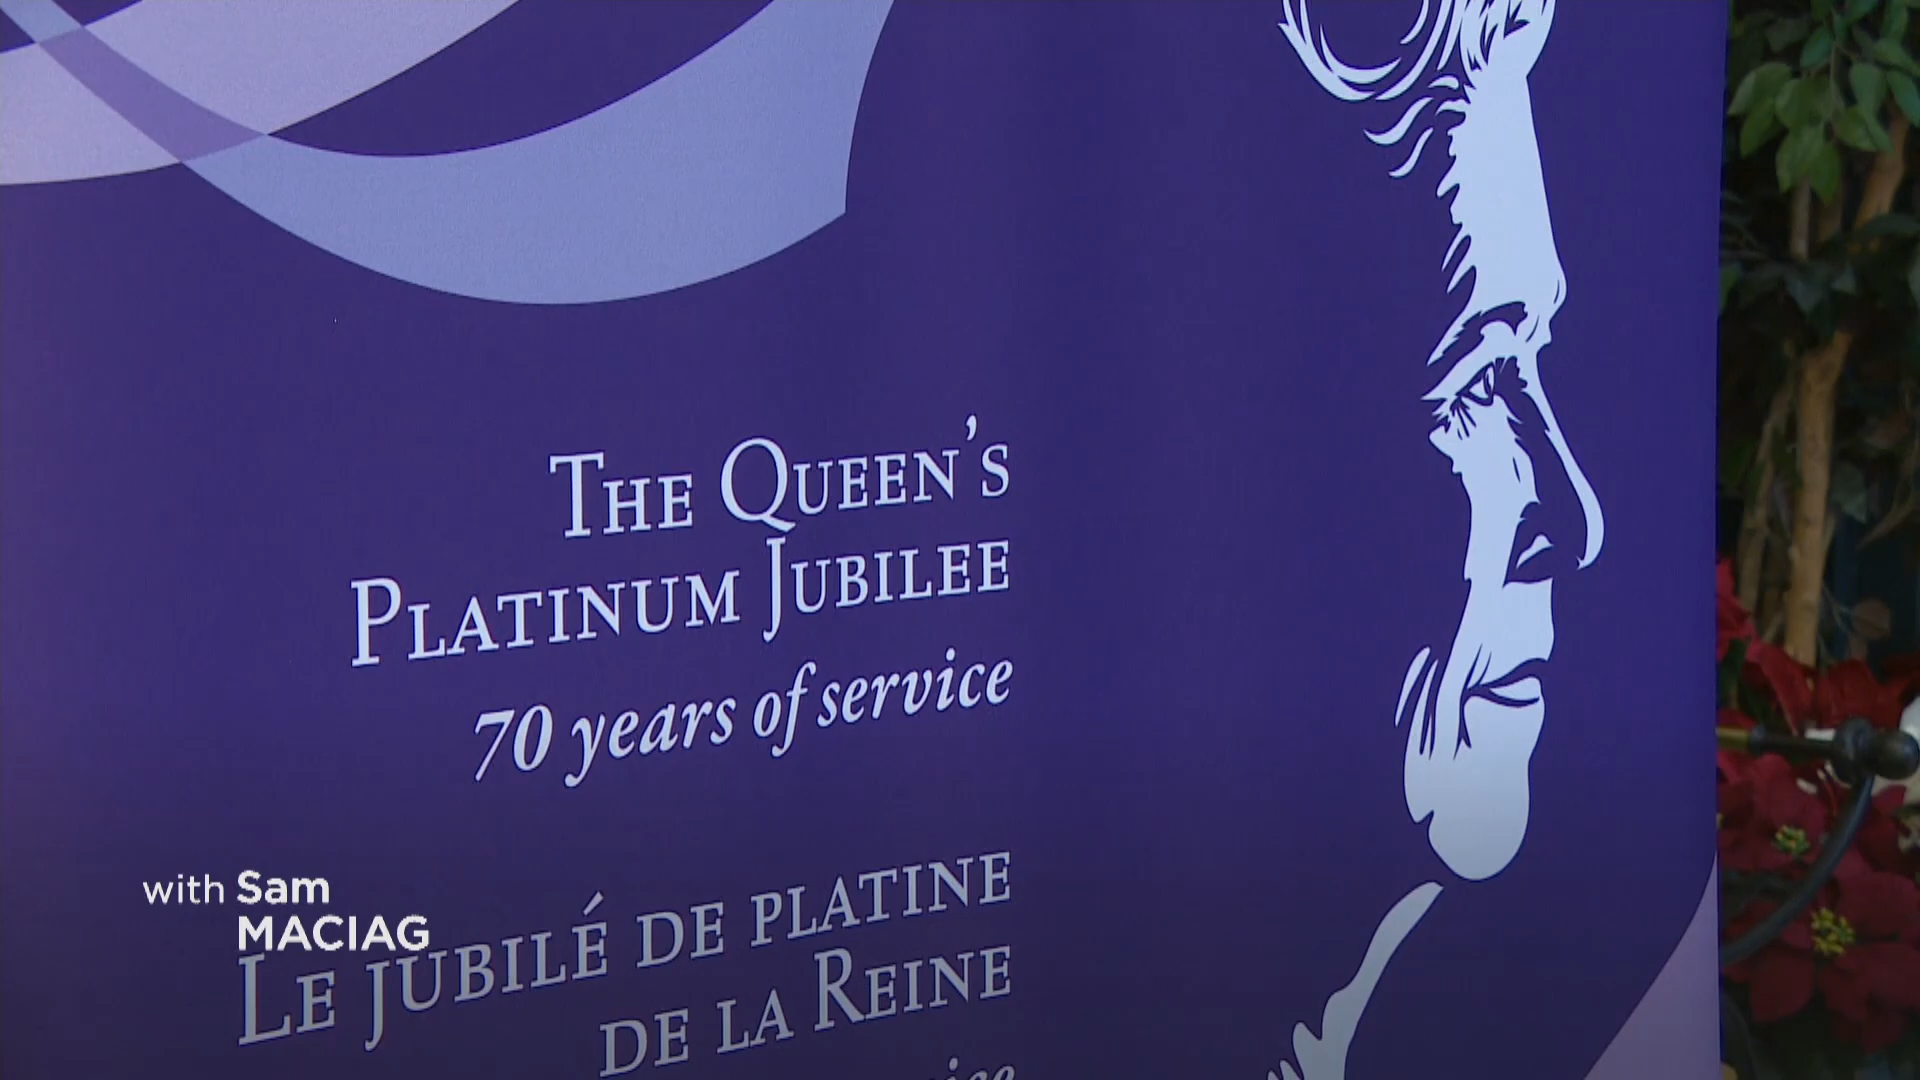 THE QUEEN'S
PLATINUM JUBILEE
70 years of service
LE JUBILÉ DE PLATINE
DE LA REINE
with Sam
MACIAG